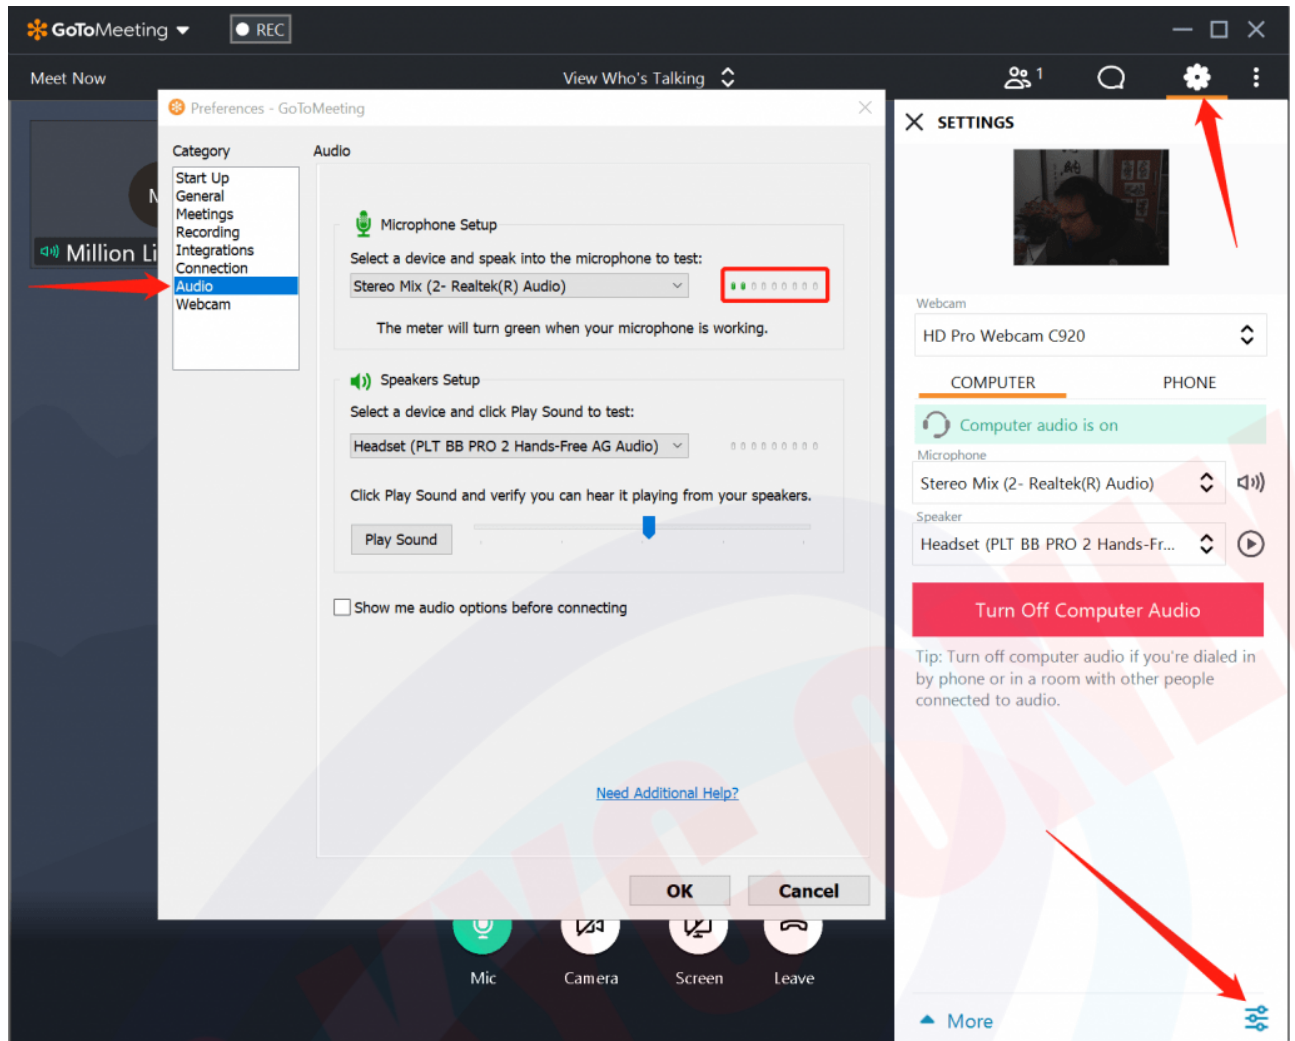 GoToMeeting
REC
Meet Now
View Who's Talking
1
Preferences - GoToMeeting
Category
Start Up
General
Meetings
Recording
Integrations
Connection
Audio
Webcam
Audio
Microphone Setup
Select a device and speak into the microphone to test:
Stereo Mix (2- Realtek(R) Audio)
The meter will turn green when your microphone is working.
Speakers Setup
Select a device and click Play Sound to test:
Headset (PLT BB PRO 2 Hands-Free AG Audio)
Click Play Sound and verify you can hear it playing from your speakers.
Play Sound
Show me audio options before connecting
Need Additional Help?
OK
Cancel
M
Million Li
Mic
Camera
Screen
Leave
SETTINGS
Webcam
HD Pro Webcam C920
COMPUTER
PHONE
Computer audio is on
Microphone
Stereo Mix (2- Realtek(R) Audio)
Speaker
Headset (PLT BB PRO 2 Hands-Fr...
Turn Off Computer Audio
Tip: Turn off computer audio if you're dialed in
by phone or in a room with other people
connected to audio.
More
KYC ONLY